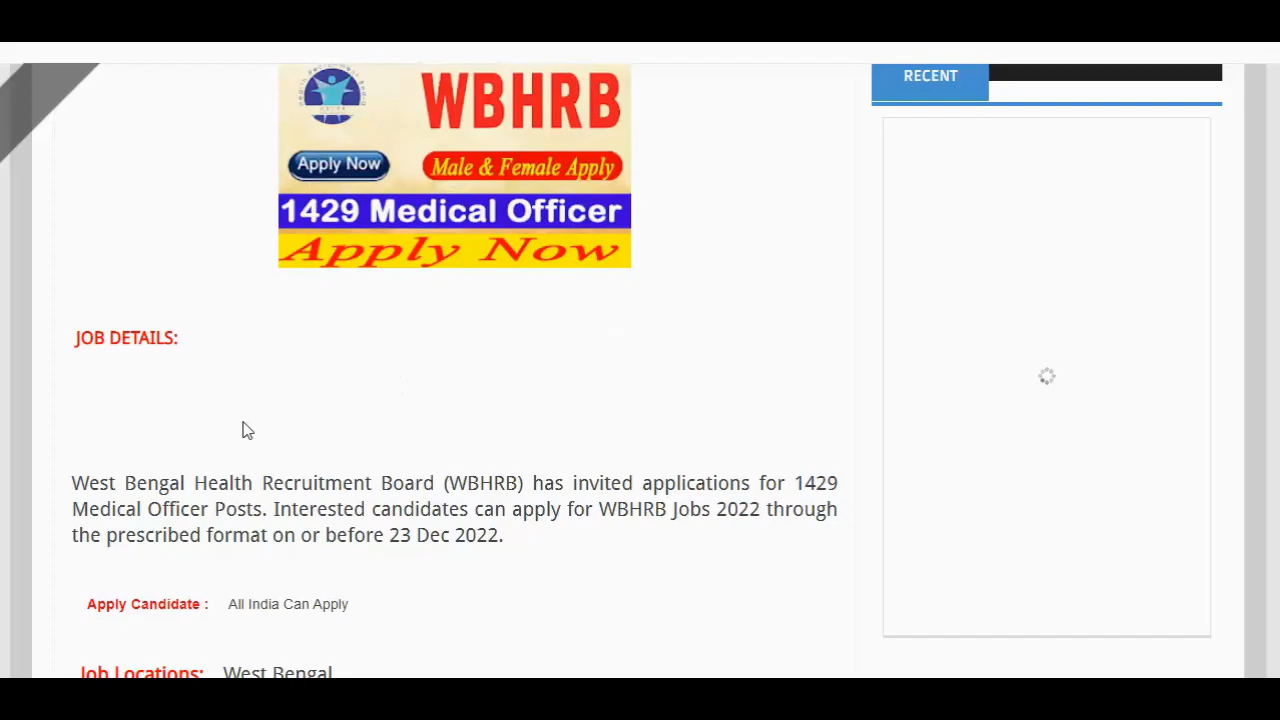 WBHRB
Apply Now
Male & Female Apply
1429 Medical Officer
Apply Now
RECENT
JOB DETAILS:
West Bengal Health Recruitment Board (WBHRB) has invited applications for 1429
Medical Officer Posts. Interested candidates can apply for WBHRB Jobs 2022 through
the prescribed format on or before 23 Dec 2022.
Apply Candidate : All India Can Apply
Job Locations: West Bengal